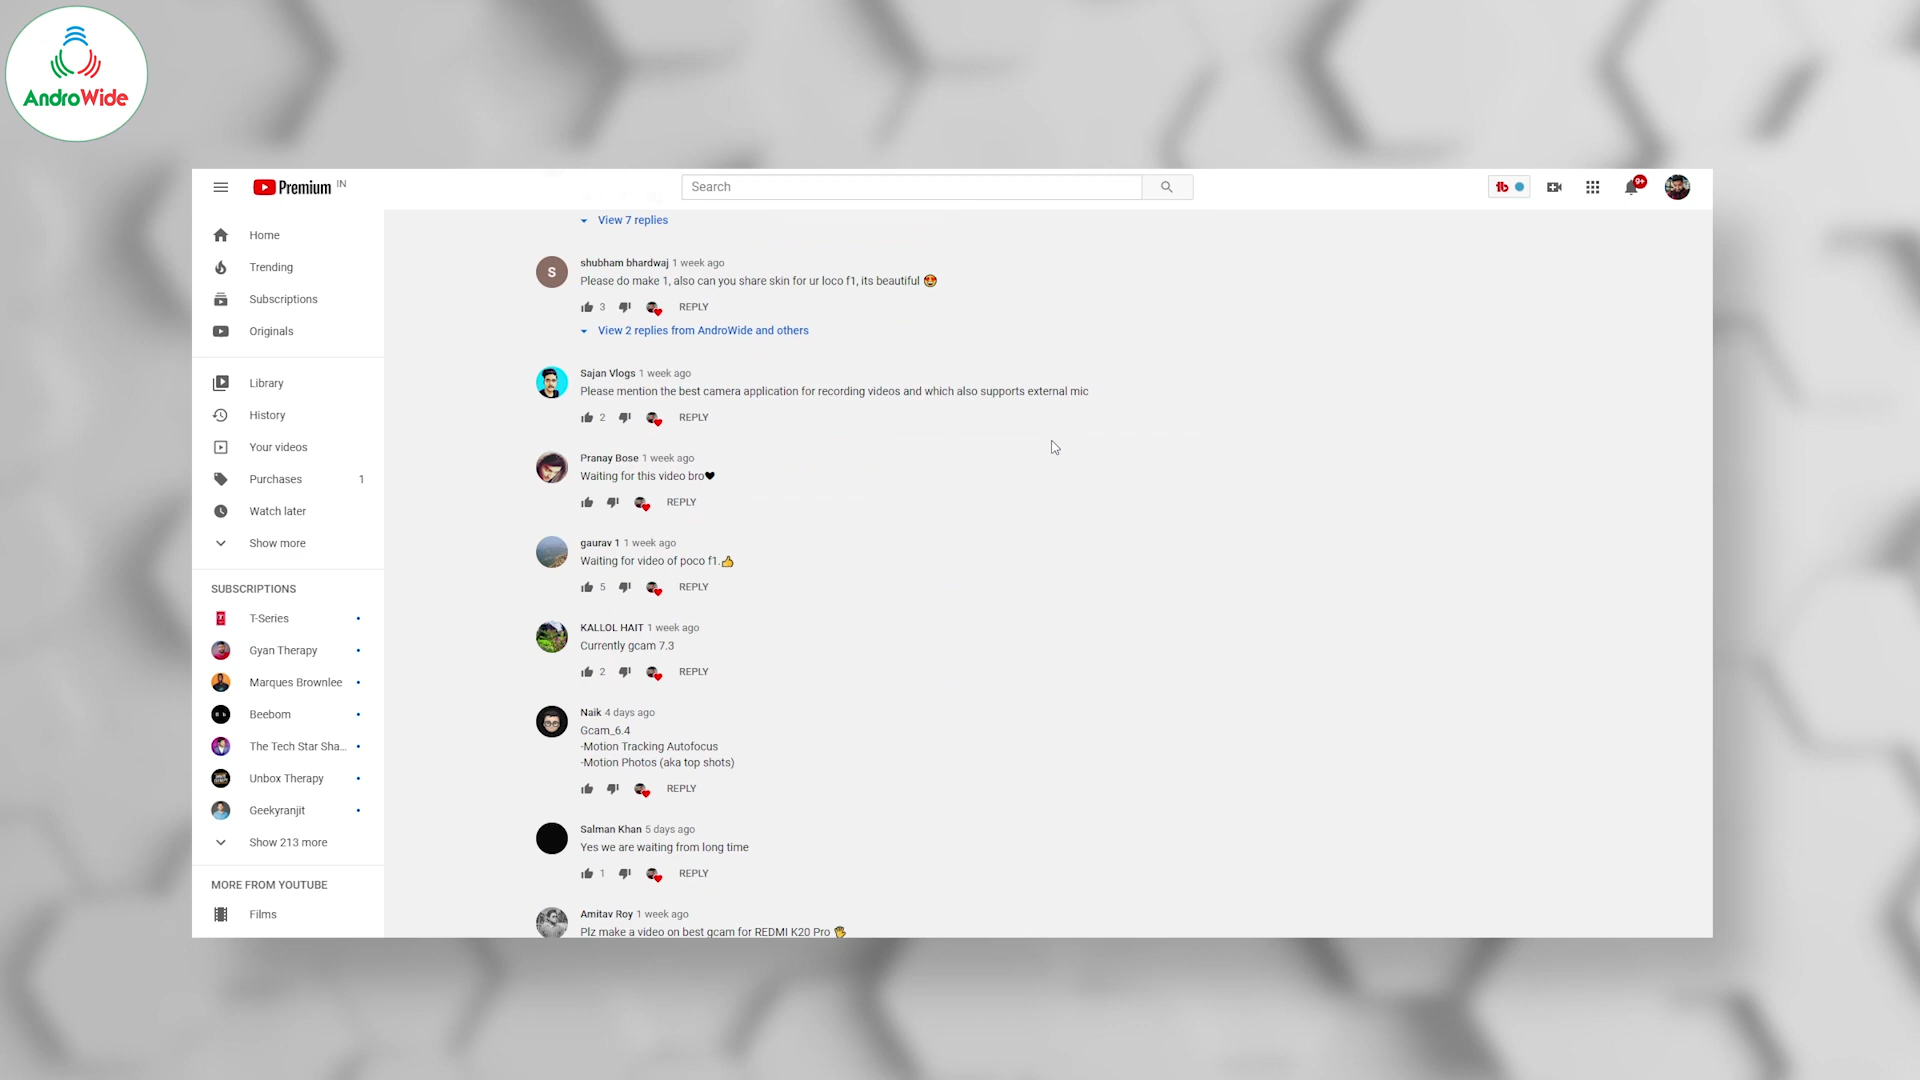 AndroWide
Premium IN
Search
9+
Home
Trending
Subscriptions
Originals
Library
History
Your videos
Purchases 1
Watch later
Show more
SUBSCRIPTIONS
T-Series
Gyan Therapy
Marques Brownlee
Beebom
The Tech Star Sha...
Unbox Therapy
Geekyranjit
Show 213 more
MORE FROM YOUTUBE
Films
View 7 replies
S
shubham bhardwaj 1 week ago
Please do make 1, also can you share skin for ur loco f1, its beautiful 😍
3 REPLY
View 2 replies from AndroWide and others
Sajan Vlogs 1 week ago
Please mention the best camera application for recording videos and which also supports external mic
2 REPLY
Pranay Bose 1 week ago
Waiting for this video bro🖤
REPLY
gaurav 1 1 week ago
Waiting for video of poco f1.👍
5 REPLY
KALLOL HAIT 1 week ago
Currently gcam 7.3
2 REPLY
Naik 4 days ago
Gcam_6.4
-Motion Tracking Autofocus
-Motion Photos (aka top shots)
REPLY
Salman Khan 5 days ago
Yes we are waiting from long time
1 REPLY
Amitav Roy 1 week ago
Plz make a video on best gcam for REDMI K20 Pro 👋